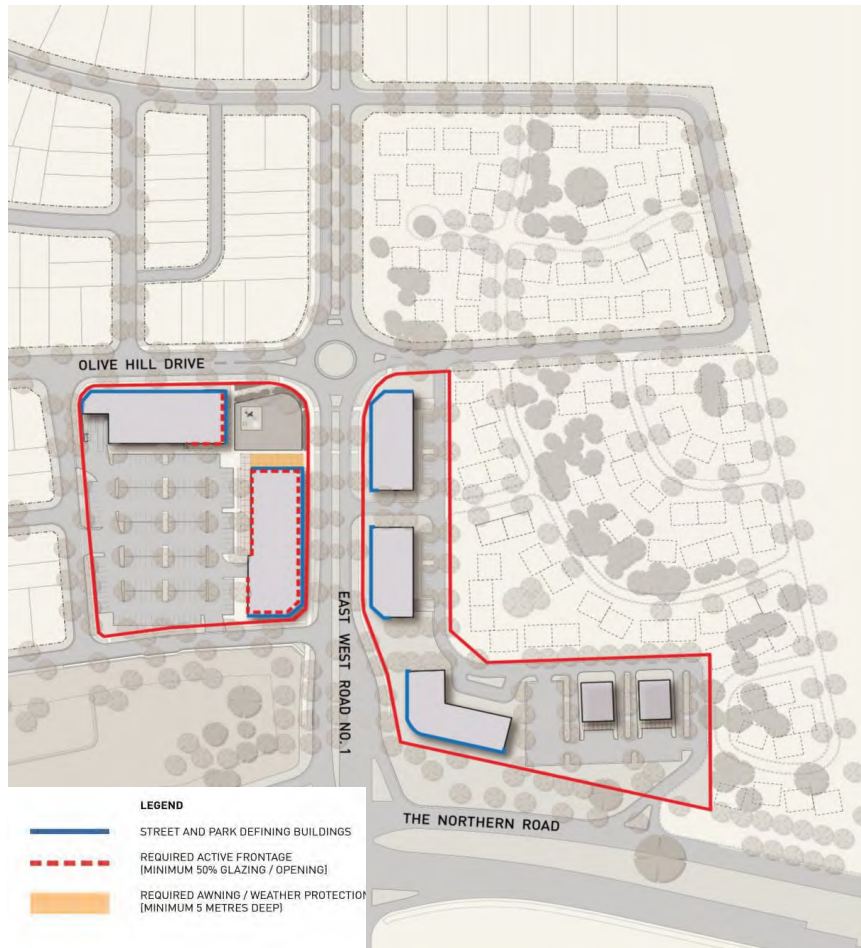 OLIVE HILL DRIVE
EAST WEST ROAD NO. 1
THE NORTHERN ROAD
LEGEND
STREET AND PARK DEFINING BUILDINGS
REQUIRED ACTIVE FRONTAGE
(MINIMUM 50% GLAZING / OPENING)
REQUIRED AWNING / WEATHER PROTECTION
(MINIMUM 5 METRES DEEP)